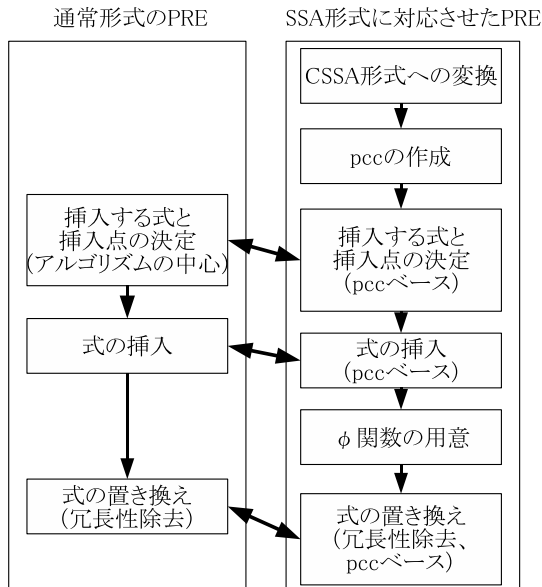 通常形式のPRE
挿入する式と
挿入点の決定
(アルゴリズムの中心)
式の挿入
式の置き換え
(冗長性除去)
SSA形式に対応させたPRE
CSSA形式への変換
pccの作成
挿入する式と
挿入点の決定
(pccベース)
式の挿入
(pccベース)
φ関数の用意
式の置き換え
(冗長性除去、
pccベース)